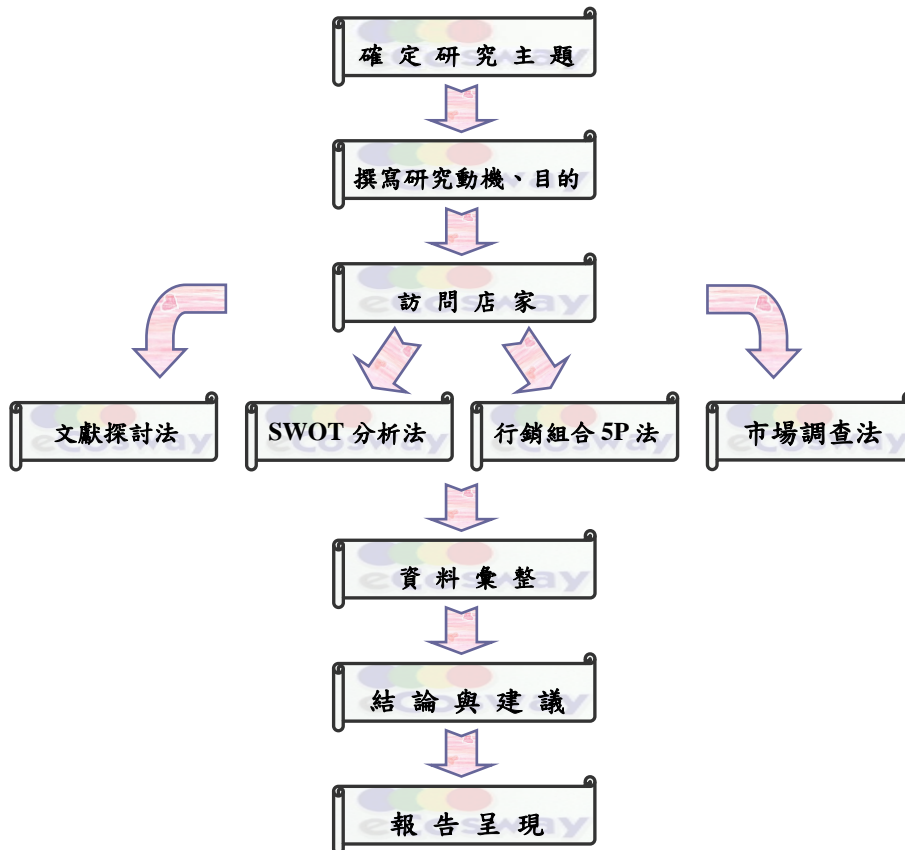 確定研究主題
撰寫研究動機、目的
訪問店家
文獻探討法
SWOT 分析法
行銷組合 5P 法
市場調查法
資料彙整
結論與建議
報告呈現
ecosway